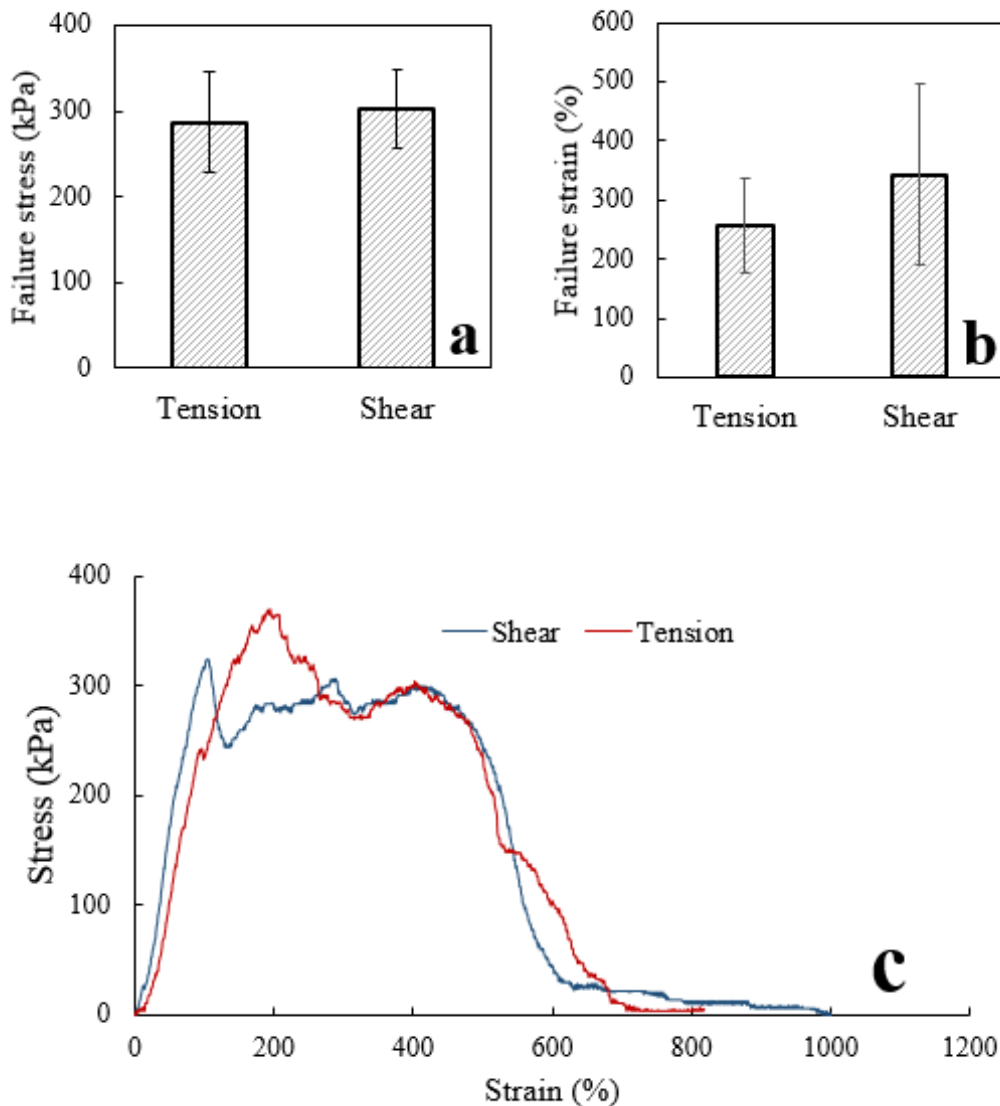 Failure stress (kPa)
400
300
200
100
0
Tension
Shear
a
Failure strain (%)
600
500
400
300
200
100
0
Tension
Shear
b
Stress (kPa)
400
300
200
100
0
Shear
Tension
c
0
200
400
600
800
1000
1200
Strain (%)